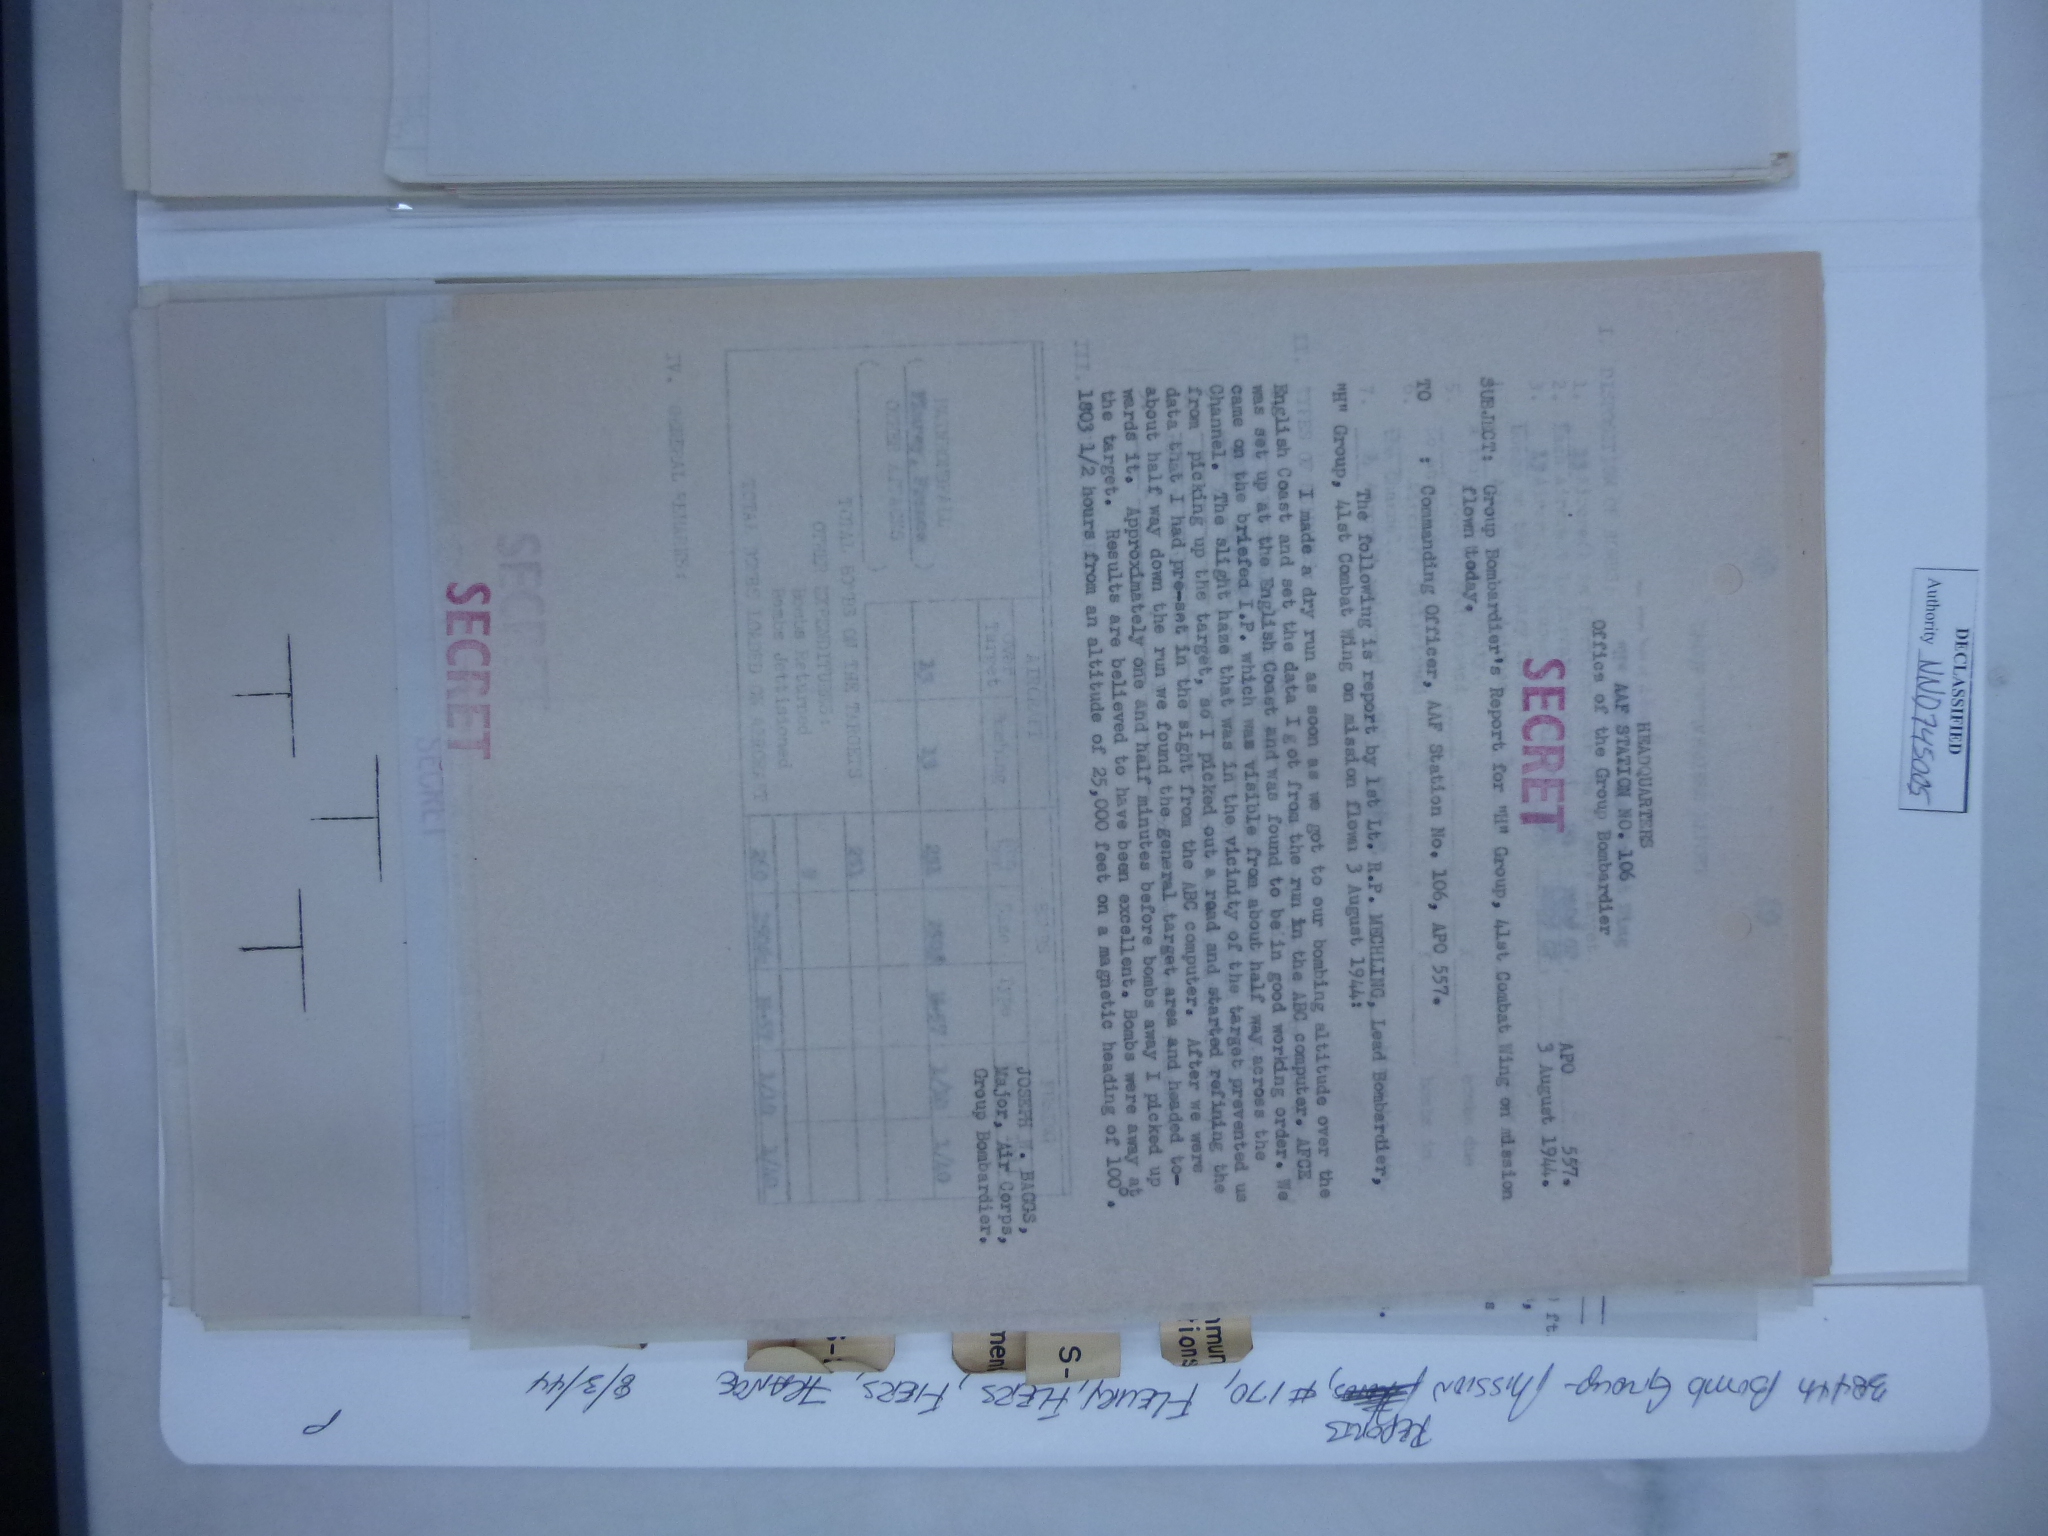 DECLASSIFIED
Authority NND745005
HEADQUARTERS
AAF STATION NO. 106
Office of the Group Bombardier
SECRET
APO 557.
3 August 1944.
SUBJECT: Group Bombardier's Report for "H" Group, 41st Combat Wing on mission
flown today.
TO : Commanding Officer, AAF Station No. 106, APO 557.
The following is report by 1st Lt. R.P. MECHLING, Lead Bombardier,
"H" Group, 41st Combat Wing on mission flown 3 August 1944:
I made a dry run as soon as we got to our bombing altitude over the
English Coast and set the data I got from the run in the ABC computer. AFCE
was set up at the English Coast and was found to be in good working order. We
came on the briefed I.P. which was visible from about half way across the
Channel. The slight haze that was in the vicinity of the target prevented us
from picking up the target, so I picked out a road and started refining the
data that I had pre-set in the sight from the ABC computer. After we were
about half way down the run we found the general target area and headed to-
wards it. Approximately one and half minutes before bombs away I picked up
the target. Results are believed to have been excellent. Bombs were away at
1803 1/2 hours from an altitude of 25,000 feet on a magnetic heading of 100°.
JOSEPH W. BAGGS,
Major, Air Corps,
Group Bombardier.
IV. GENERAL REMARKS:
SECRET
SECRET
SECRET
ft.
mmun
ions
S-
men
S-
384th Bomb Group Mission Reports, #170, FLEURY, FLERS, FIERS, FRANCE 8/3/44
P